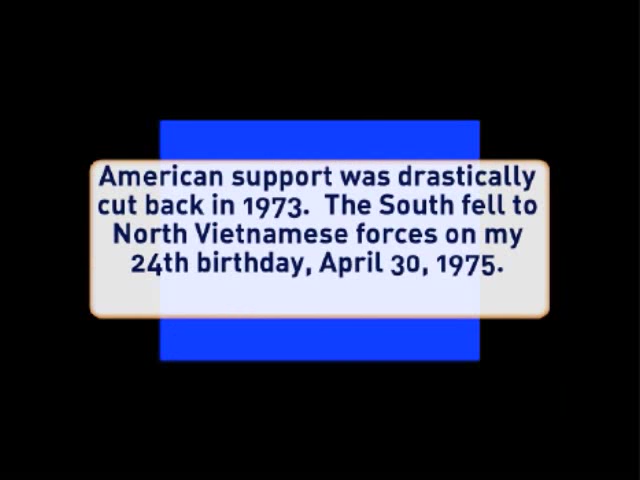 American support was drastically
cut back in 1973.  The South fell to
North Vietnamese forces on my
24th birthday, April 30, 1975.